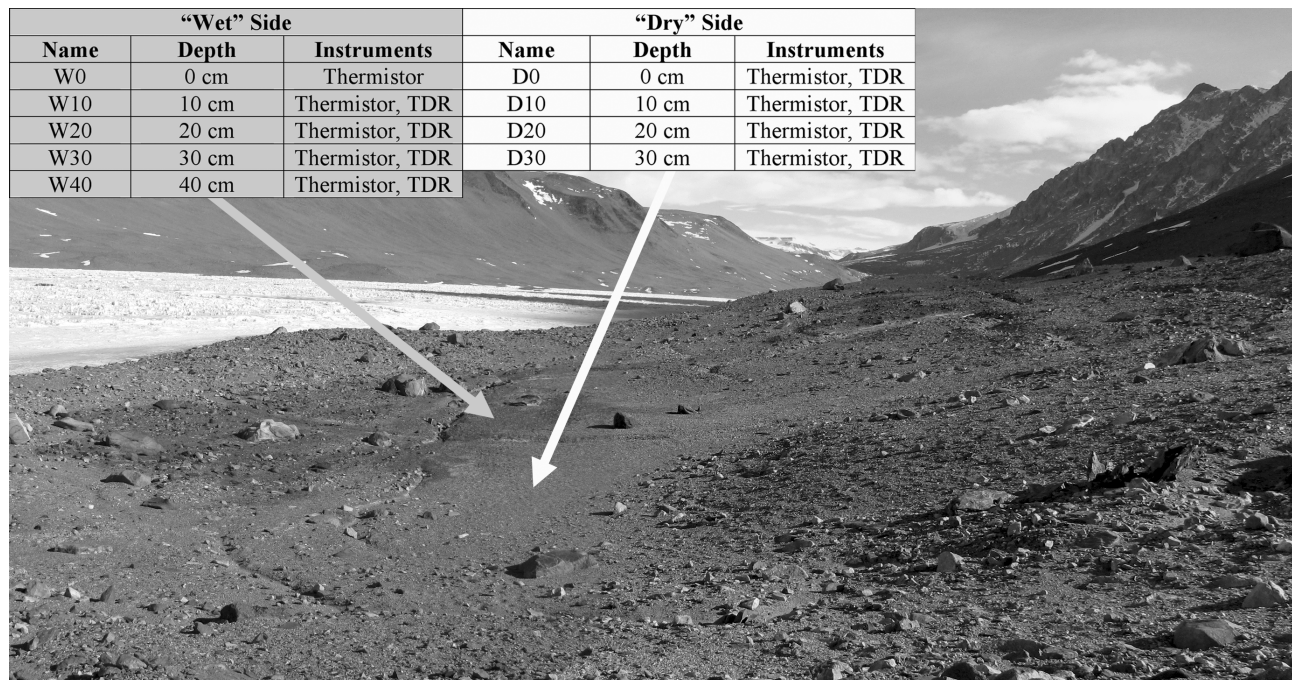 “Wet” Side “Dry” Side
Name Depth Instruments Name Depth Instruments
W0 0 cm Thermistor D0 0 cm Thermistor, TDR
W10 10 cm Thermistor, TDR D10 10 cm Thermistor, TDR
W20 20 cm Thermistor, TDR D20 20 cm Thermistor, TDR
W30 30 cm Thermistor, TDR D30 30 cm Thermistor, TDR
W40 40 cm Thermistor, TDR